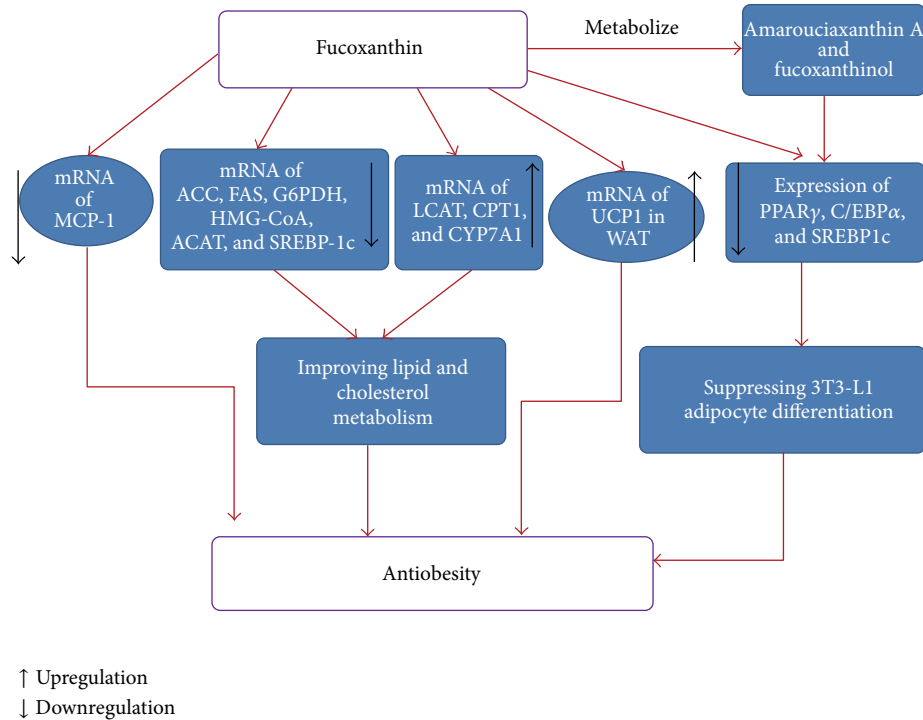 Fucoxanthin
Metabolize
Amarouciaxanthin A
and
fucoxanthinol
mRNA
of
MCP-1
mRNA of
ACC, FAS, G6PDH,
HMG-CoA,
ACAT, and SREBP-1c
mRNA of
LCAT, CPT1,
and CYP7A1
mRNA of
UCP1 in
WAT
Expression of
PPARγ, C/EBPα,
and SREBP1c
Improving lipid and
cholesterol
metabolism
Suppressing 3T3-L1
adipocyte differentiation
Antiobesity
↑ Upregulation
↓ Downregulation